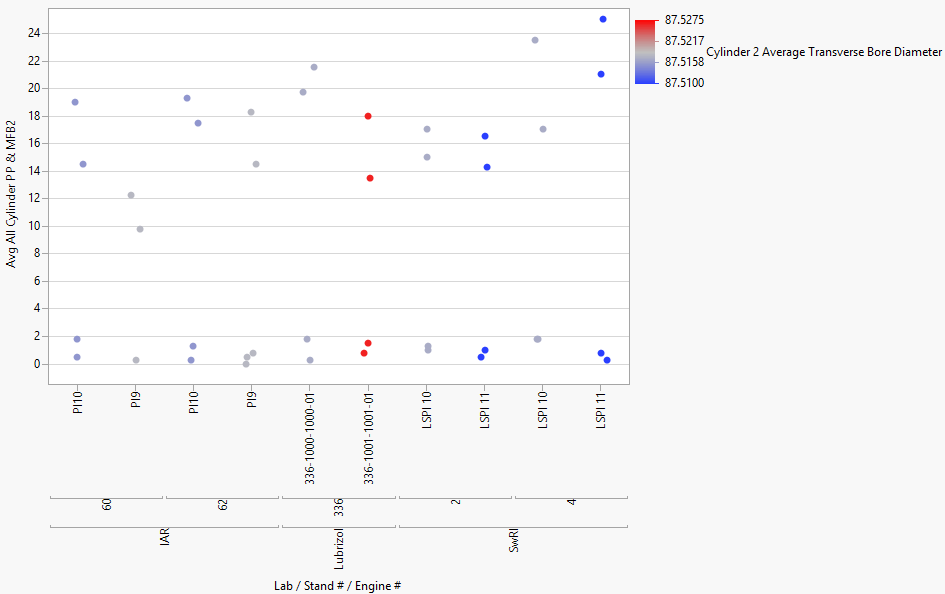 Avg All Cylinder PP & MFB2
24
22
20
18
16
14
12
10
8
6
4
2
0
87.5275
87.5217
87.5158
87.5100
Cylinder 2 Average Transverse Bore Diameter
PI10
PI9
PI10
PI9
336-1000-1000-01
336-1001-1001-01
LSPI 10
LSPI 11
LSPI 10
LSPI 11
60
62
336
2
4
IAR
Lubrizol
SwRI
Lab / Stand # / Engine #